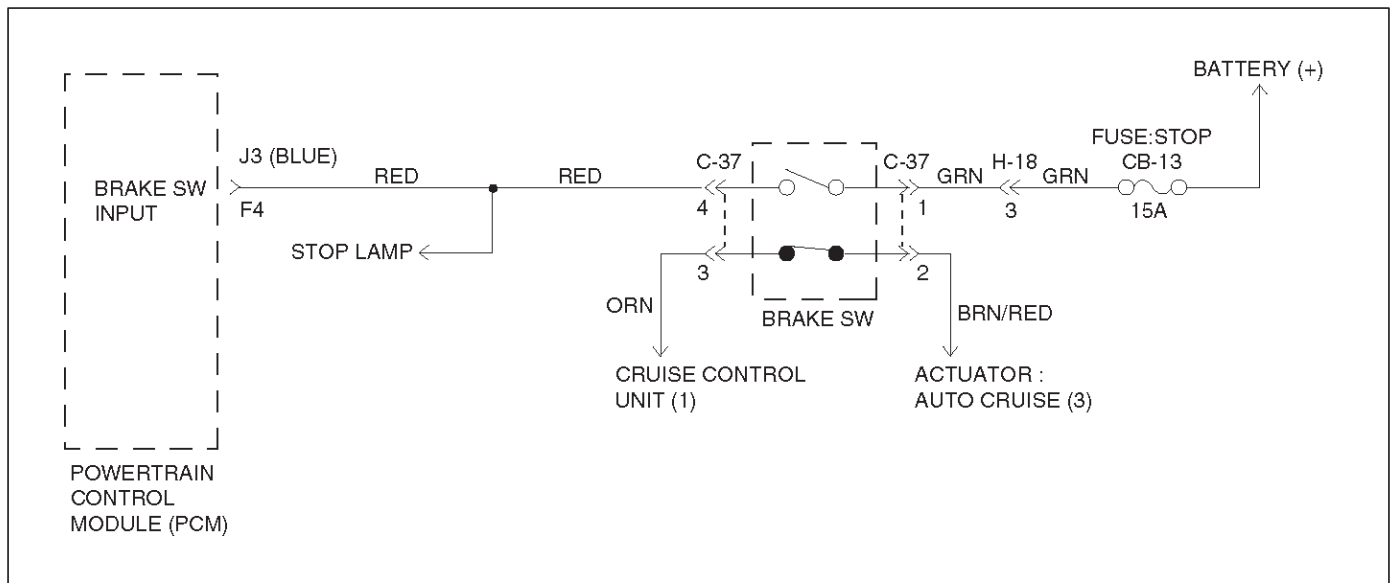 BATTERY (+)
FUSE:STOP
J3 (BLUE)
C-37
C-37
H-18
CB-13
RED
RED
GRN
GRN
BRAKE SW
INPUT
F4
4
1
3
15A
STOP LAMP
3
2
ORN
BRAKE SW
BRN/RED
CRUISE CONTROL
UNIT (1)
ACTUATOR :
AUTO CRUISE (3)
POWERTRAIN
CONTROL
MODULE (PCM)